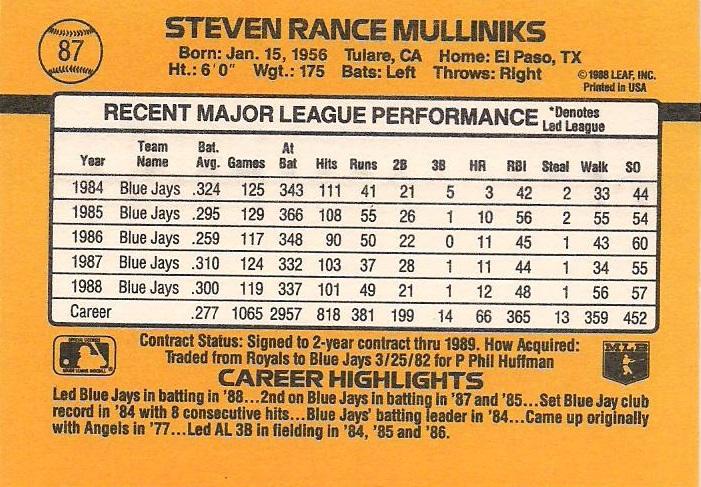 87
STEVEN RANCE MULLINIKS
Born: Jan. 15, 1956 Tulare, CA Home: El Paso, TX
Ht.: 6'0" Wgt.: 175 Bats: Left Throws: Right
©1988 LEAF, INC.
Printed in USA
RECENT MAJOR LEAGUE PERFORMANCE *Denotes Led League
Year Team Name Bat. Avg. Games At Bat Hits Runs 2B 3B HR RBI Steal Walk SO
1984 Blue Jays .324 125 343 111 41 21 5 3 42 2 33 44
1985 Blue Jays .295 129 366 108 55 26 1 10 56 2 55 54
1986 Blue Jays .259 117 348 90 50 22 0 11 45 1 43 60
1987 Blue Jays .310 124 332 103 37 28 1 11 44 1 34 55
1988 Blue Jays .300 119 337 101 49 21 1 12 48 1 56 57
Career .277 1065 2957 818 381 199 14 66 365 13 359 452
Contract Status: Signed to 2-year contract thru 1989. How Acquired:
Traded from Royals to Blue Jays 3/25/82 for P Phil Huffman
MLB
CAREER HIGHLIGHTS
Led Blue Jays in batting in '88...2nd on Blue Jays in batting in '87 and '85...Set Blue Jay club
record in '84 with 8 consecutive hits...Blue Jays' batting leader in '84...Came up originally
with Angels in '77...Led AL 3B in fielding in '84, '85 and '86.